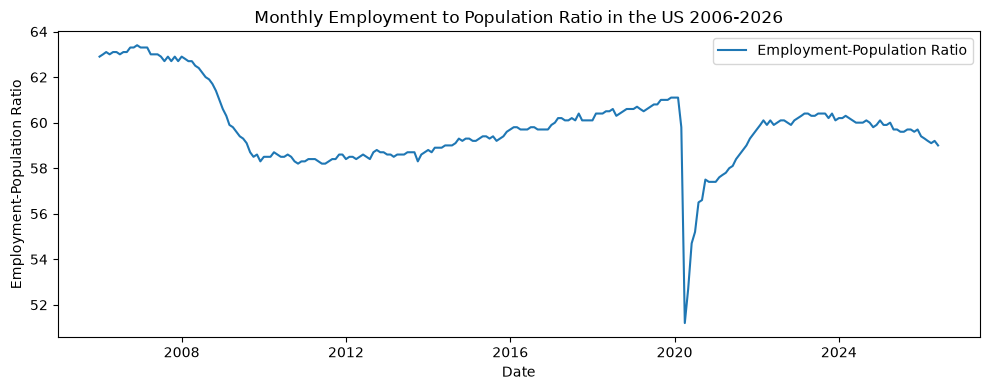 Monthly Employment to Population Ratio in the US 2006-2026
Employment-Population Ratio
Employment-Population Ratio
64
62
60
58
56
54
52
2008 2012 2016 2020 2024
Date